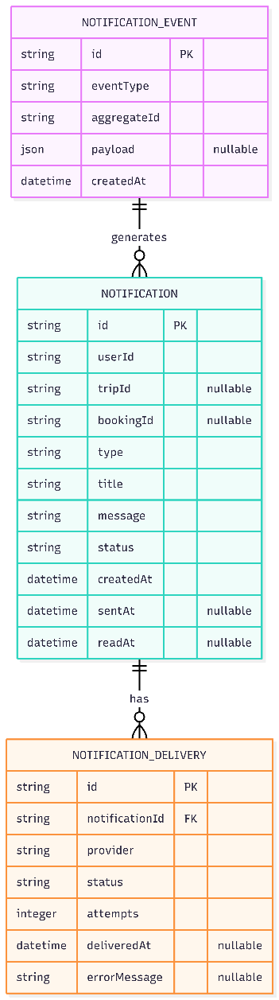 NOTIFICATION_EVENT
string id PK
string eventType
string aggregateId
json payload nullable
datetime createdAt
generates
NOTIFICATION
string id PK
string userId
string tripId nullable
string bookingId nullable
string type
string title
string message
string status
datetime createdAt
datetime sentAt nullable
datetime readAt nullable
has
NOTIFICATION_DELIVERY
string id PK
string notificationId FK
string provider
string status
integer attempts
datetime deliveredAt nullable
string errorMessage nullable